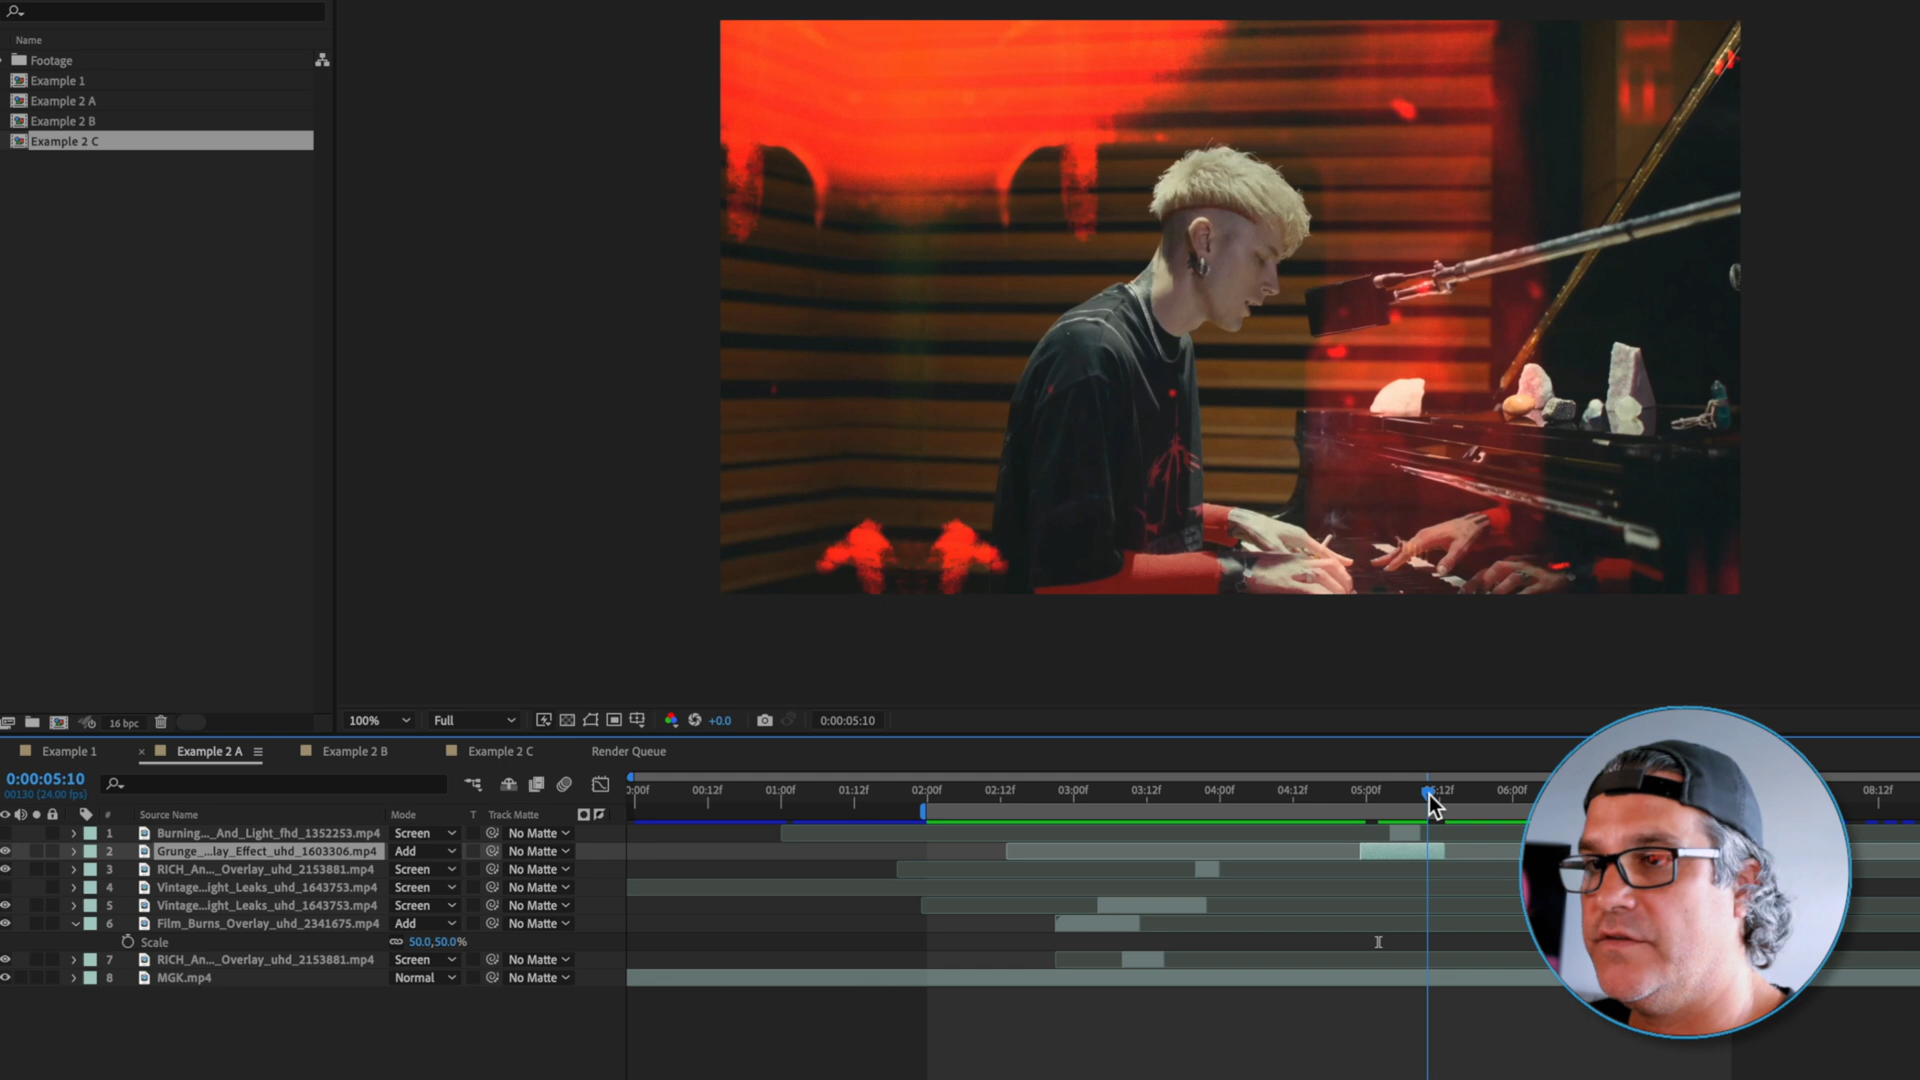 Name
Footage
Example 1
Example 2 A
Example 2 B
Example 2 C
16 bpc
100%
Full
+0.0
0:00:05:10
Example 1
× Example 2 A
Example 2 B
Example 2 C
Render Queue
0:00:05:10
00130 (24.00 fps)
:00f 00:12f 01:00f 01:12f 02:00f 02:12f 03:00f 03:12f 04:00f 04:12f 05:00f 05:12f 06:00f 08:12f
# Source Name Mode T Track Matte
1 Burning..._And_Light_fhd_1352253.mp4 Screen No Matte
2 Grunge_...lay_Effect_uhd_1603306.mp4 Add No Matte
3 RICH_An..._Overlay_uhd_2153881.mp4 Screen No Matte
4 Vintage...ight_Leaks_uhd_1643753.mp4 Screen No Matte
5 Vintage...ight_Leaks_uhd_1643753.mp4 Screen No Matte
6 Film_Burns_Overlay_uhd_2341675.mp4 Add No Matte
Scale 50.0,50.0%
7 RICH_An..._Overlay_uhd_2153881.mp4 Screen No Matte
8 MGK.mp4 Normal No Matte